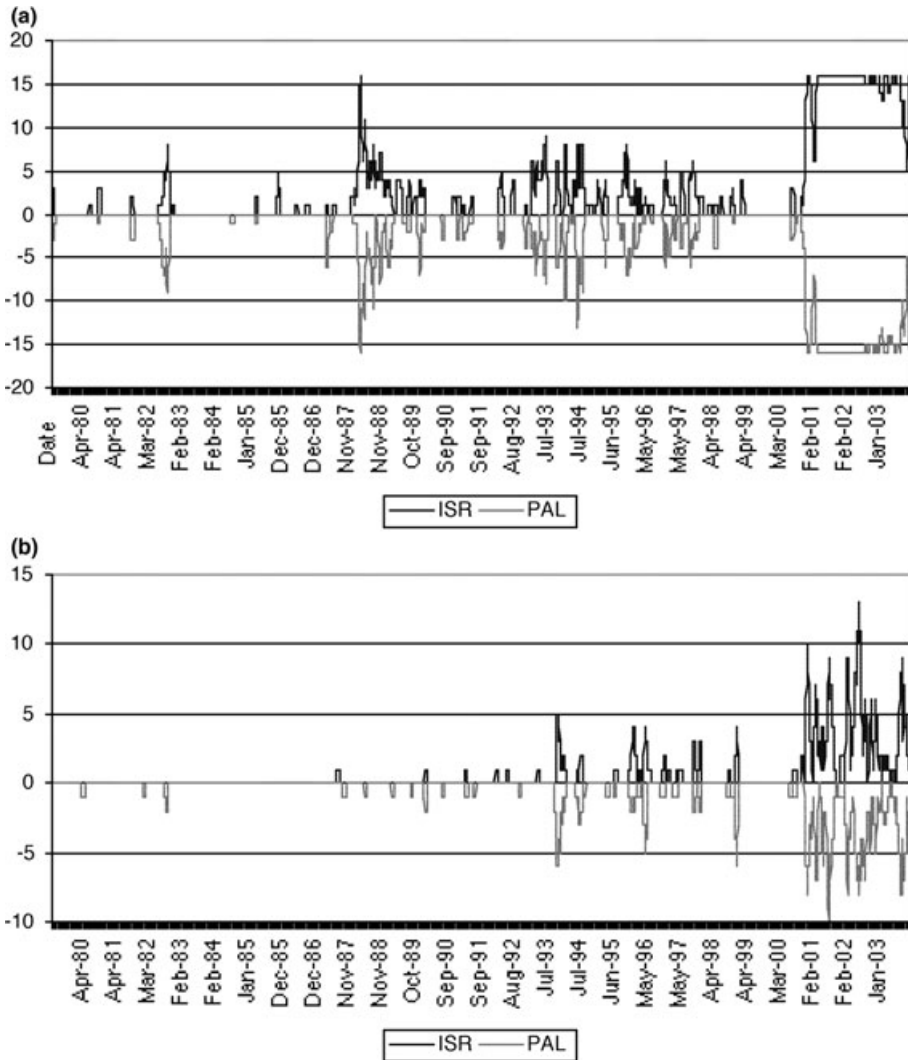 (a)
20
15
10
5
0
-5
-10
-15
-20
Date
Apr-80
Apr-81
Mar-82
Feb-83
Feb-84
Jan-85
Dec-85
Dec-86
Nov-87
Nov-88
Oct-89
Sep-90
Sep-91
Aug-92
Jul-93
Jul-94
Jun-95
May-96
May-97
Apr-98
Apr-99
Mar-00
Feb-01
Feb-02
Jan-03
ISR PAL
(b)
15
10
5
0
-5
-10
Apr-80
Apr-81
Mar-82
Feb-83
Feb-84
Jan-85
Dec-85
Dec-86
Nov-87
Nov-88
Oct-89
Sep-90
Sep-91
Aug-92
Jul-93
Jul-94
Jun-95
May-96
May-97
Apr-98
Apr-99
Mar-00
Feb-01
Feb-02
Jan-03
ISR PAL